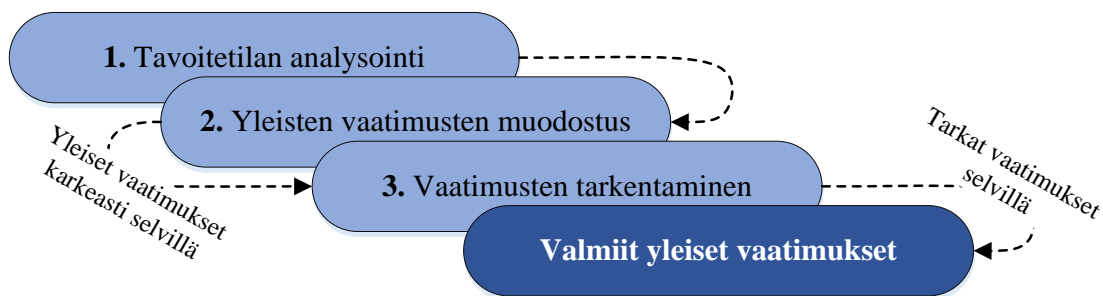 1. Tavoitetilan analysointi
2. Yleisten vaatimusten muodostus
Yleiset vaatimukset
karkeasti selvillä
3. Vaatimusten tarkentaminen
Tarkat vaatimukset
selvillä
Valmiit yleiset vaatimukset